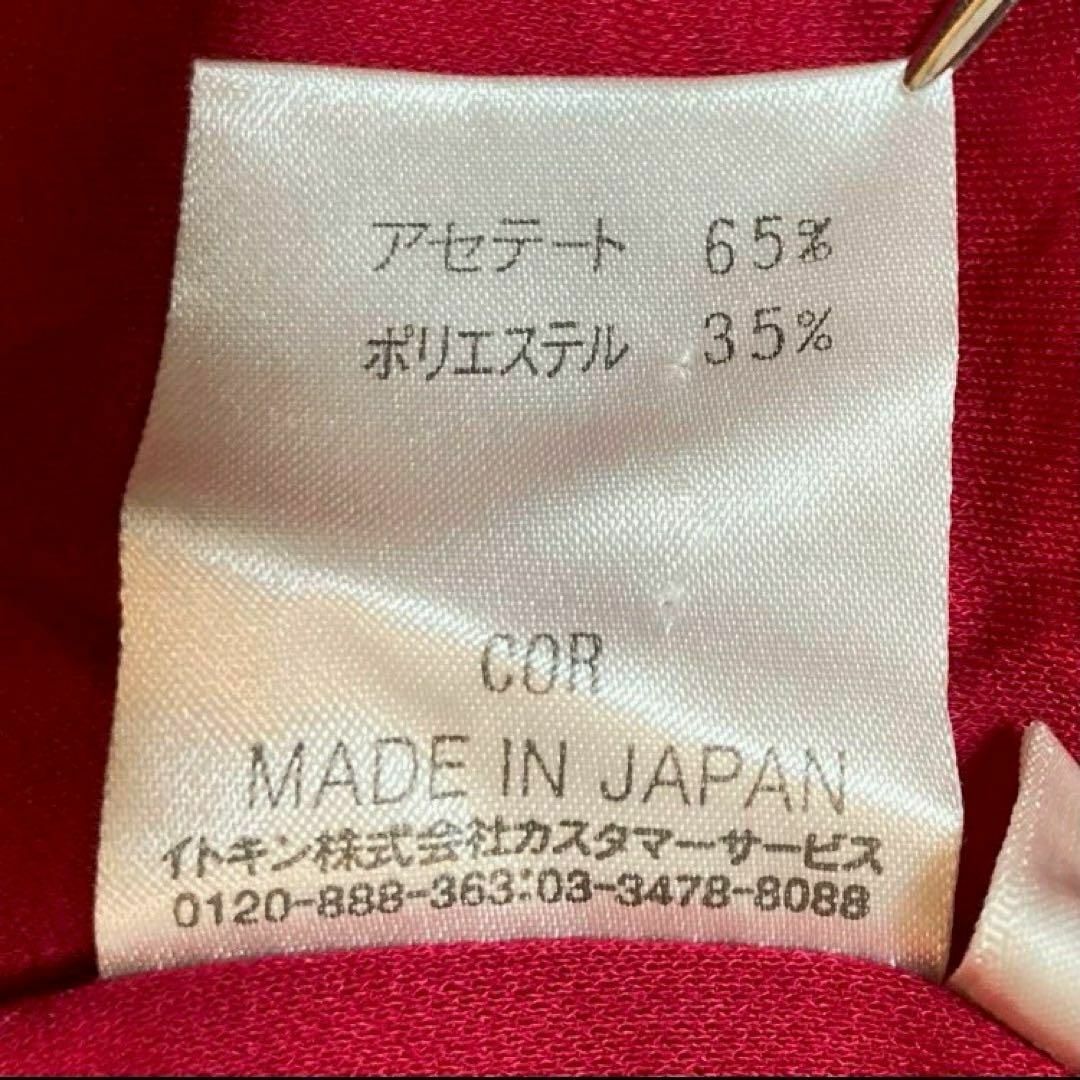 アセテート 65%
ポリエステル 35%
COR
MADE IN JAPAN
イトキン株式会社カスタマーサービス
0120-888-363:03-3478-8088